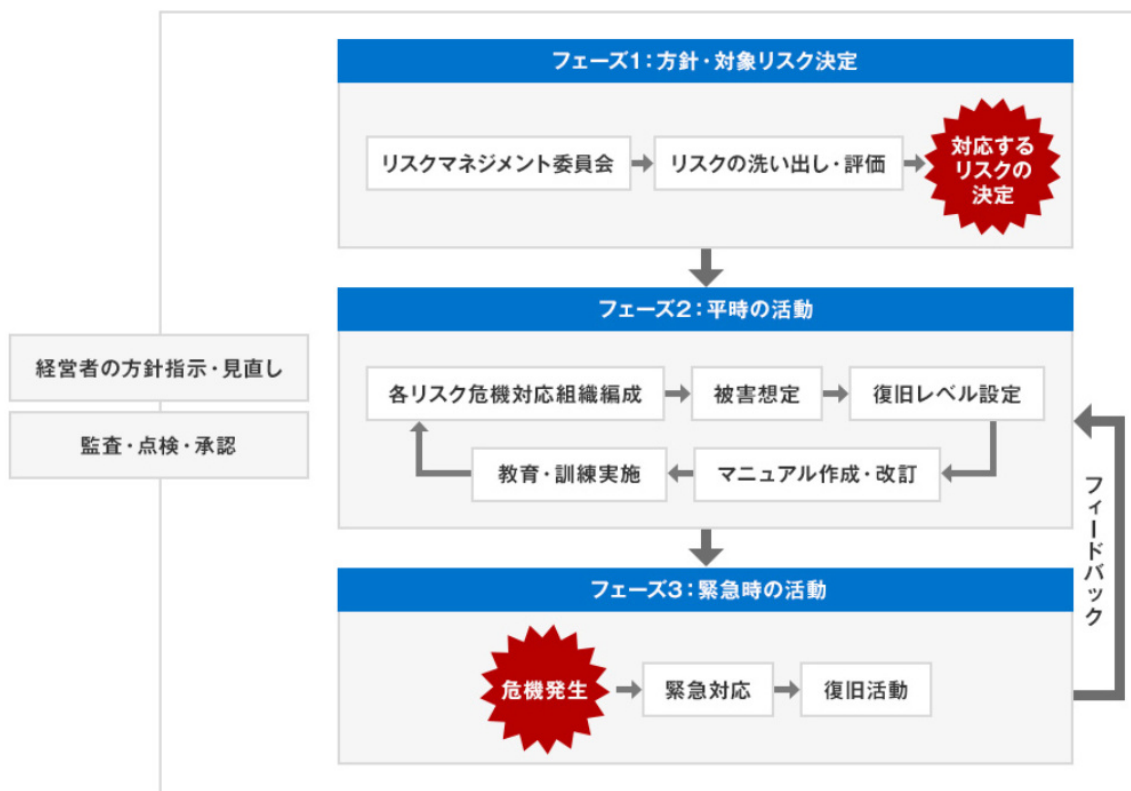 フェーズ1：方針・対象リスク決定
リスクマネジメント委員会
リスクの洗い出し・評価
対応する
リスクの
決定
フェーズ2：平時の活動
経営者の方針指示・見直し
監査・点検・承認
各リスク危機対応組織編成
被害想定
復旧レベル設定
マニュアル作成・改訂
教育・訓練実施
フェーズ3：緊急時の活動
危機発生
緊急対応
復旧活動
フィードバック